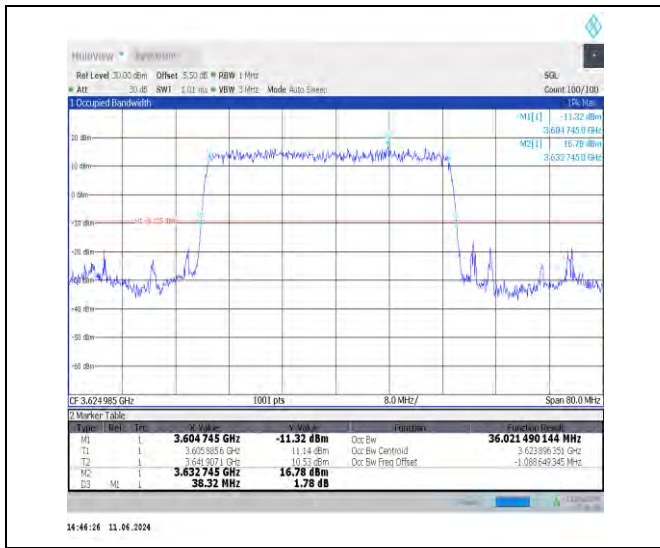 MultiView Spectrum
Ref Level 30.00 dBm Offset 5.50 dB RBW 1 MHz SGL
Att 30 dB SWT 1.01 ms VBW 3 MHz Mode Auto Sweep Count 100/100
1 Occupied Bandwidth 1Pk Max
M1[1] -11.32 dBm
3.604 745 0 GHz
M2[1] 16.78 dBm
3.632 745 0 GHz
20 dBm
10 dBm
0 dBm
-10 dBm
-20 dBm
-30 dBm
-40 dBm
-50 dBm
-60 dBm
CF 3.624 985 GHz 1001 pts 8.0 MHz/ Span 80.0 MHz
2 Marker Table
Type Ref Trc X-Value Y-Value Function Function Result
M1 1 3.604 745 GHz -11.32 dBm Occ Bw 36.021 490 144 MHz
T1 1 3.605 885 6 GHz 11.14 dBm Occ Bw Centroid 3.623 896 351 GHz
T2 1 3.641 907 1 GHz 10.53 dBm Occ Bw Freq Offset -1.088 649 345 MHz
M2 1 3.632 745 GHz 16.78 dBm
D3 M1 1 38.32 MHz 1.78 dB
14:46:26 11.06.2024